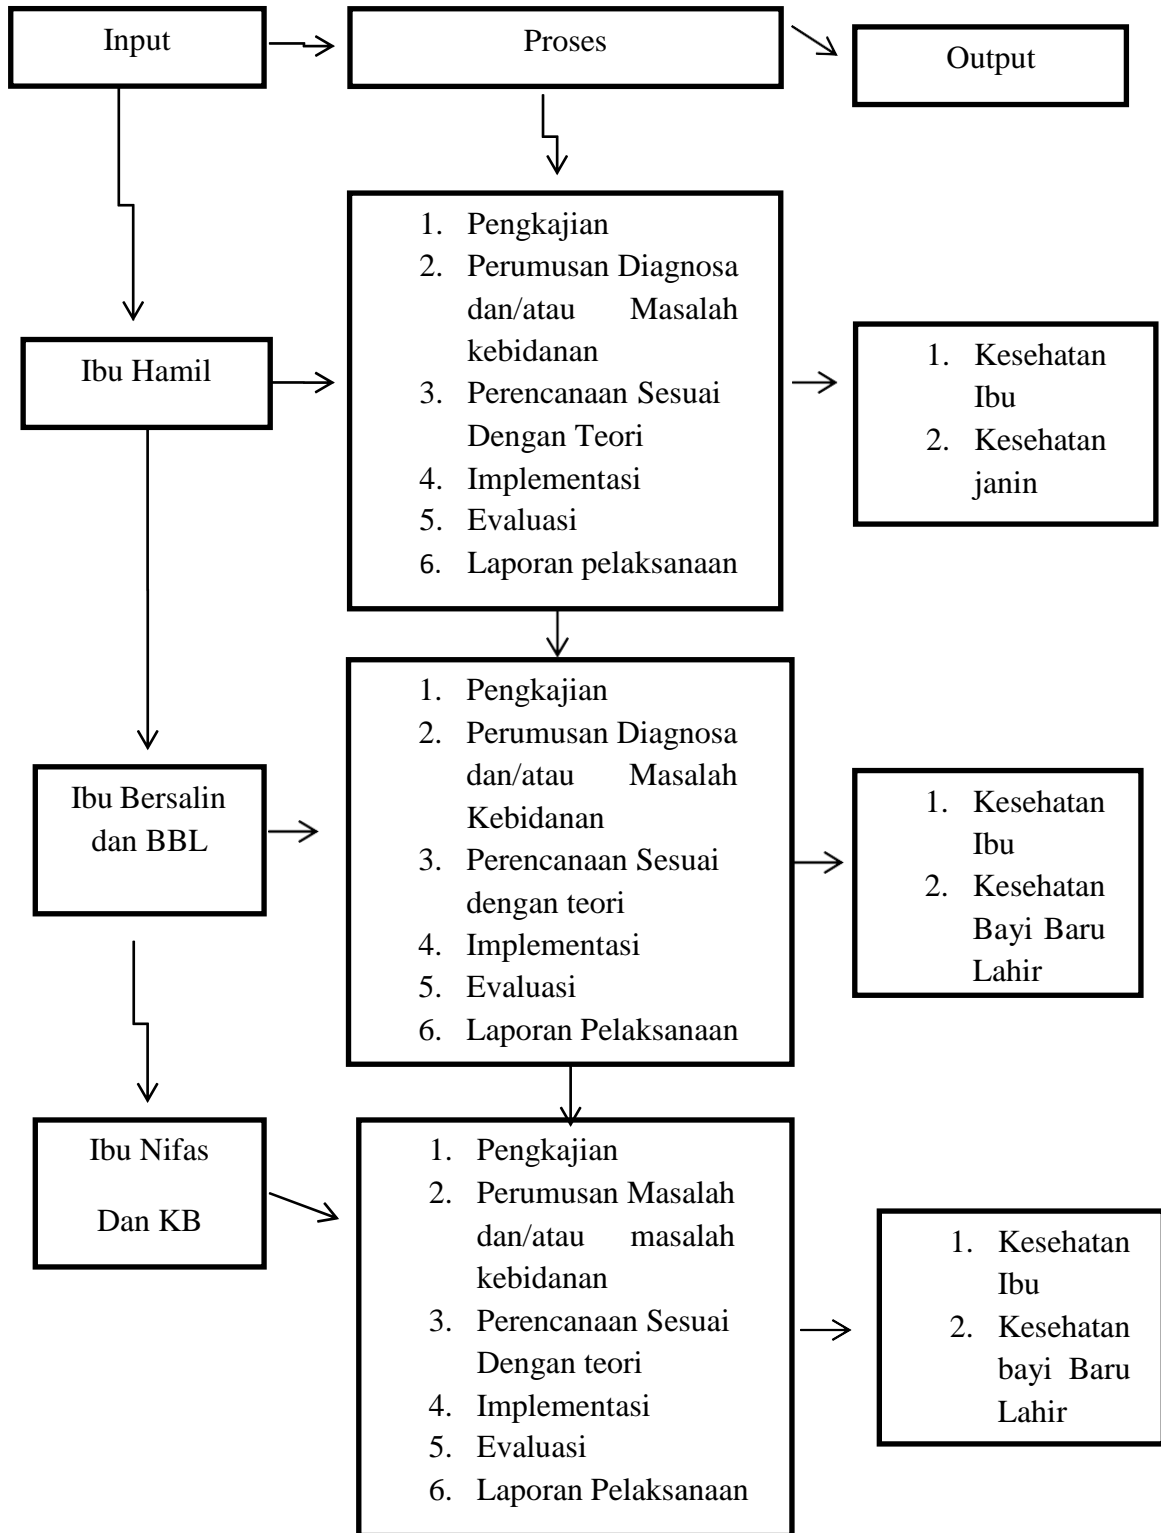 Input
Proses
Output
1. Pengkajian
2. Perumusan Diagnosa
dan/atau Masalah
kebidanan
3. Perencanaan Sesuai
Dengan Teori
4. Implementasi
5. Evaluasi
6. Laporan pelaksanaan
Ibu Hamil
1. Kesehatan
Ibu
2. Kesehatan
janin
1. Pengkajian
2. Perumusan Diagnosa
dan/atau Masalah
Kebidanan
3. Perencanaan Sesuai
dengan teori
4. Implementasi
5. Evaluasi
6. Laporan Pelaksanaan
Ibu Bersalin
dan BBL
1. Kesehatan
Ibu
2. Kesehatan
Bayi Baru
Lahir
Ibu Nifas
Dan KB
1. Pengkajian
2. Perumusan Masalah
dan/atau masalah
kebidanan
3. Perencanaan Sesuai
Dengan teori
4. Implementasi
5. Evaluasi
6. Laporan Pelaksanaan
1. Kesehatan
Ibu
2. Kesehatan
bayi Baru
Lahir